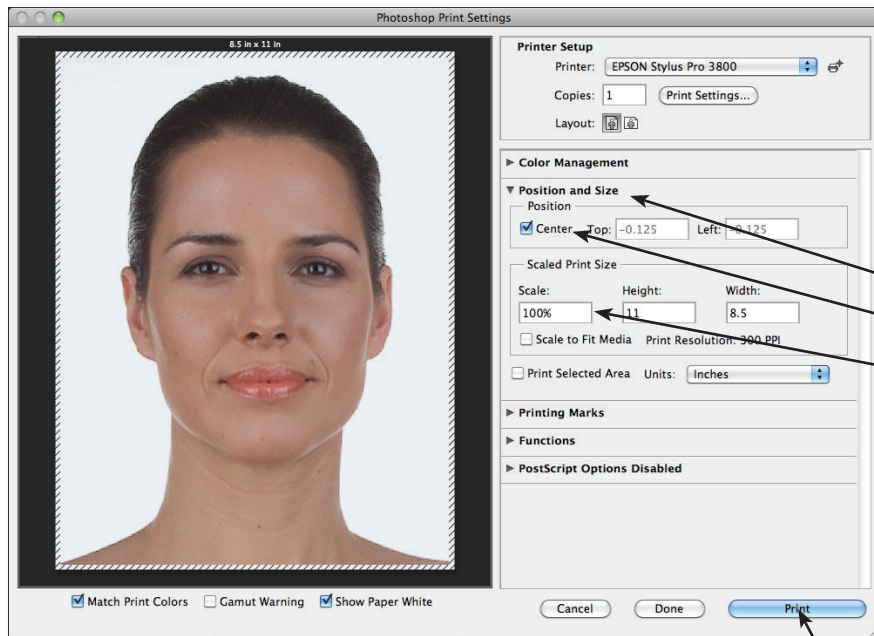 Photoshop Print Settings
8.5 in x 11 in
Printer Setup
Printer: EPSON Stylus Pro 3800
Copies: 1 Print Settings...
Layout:
Color Management
Position and Size
Position
Center Top: -0.125 Left: -0.125
Scaled Print Size
Scale: Height: Width:
100% 11 8.5
Scale to Fit Media Print Resolution: 300 PPI
Print Selected Area Units: Inches
Printing Marks
Functions
PostScript Options Disabled
Match Print Colors Gamut Warning Show Paper White
Cancel Done Print